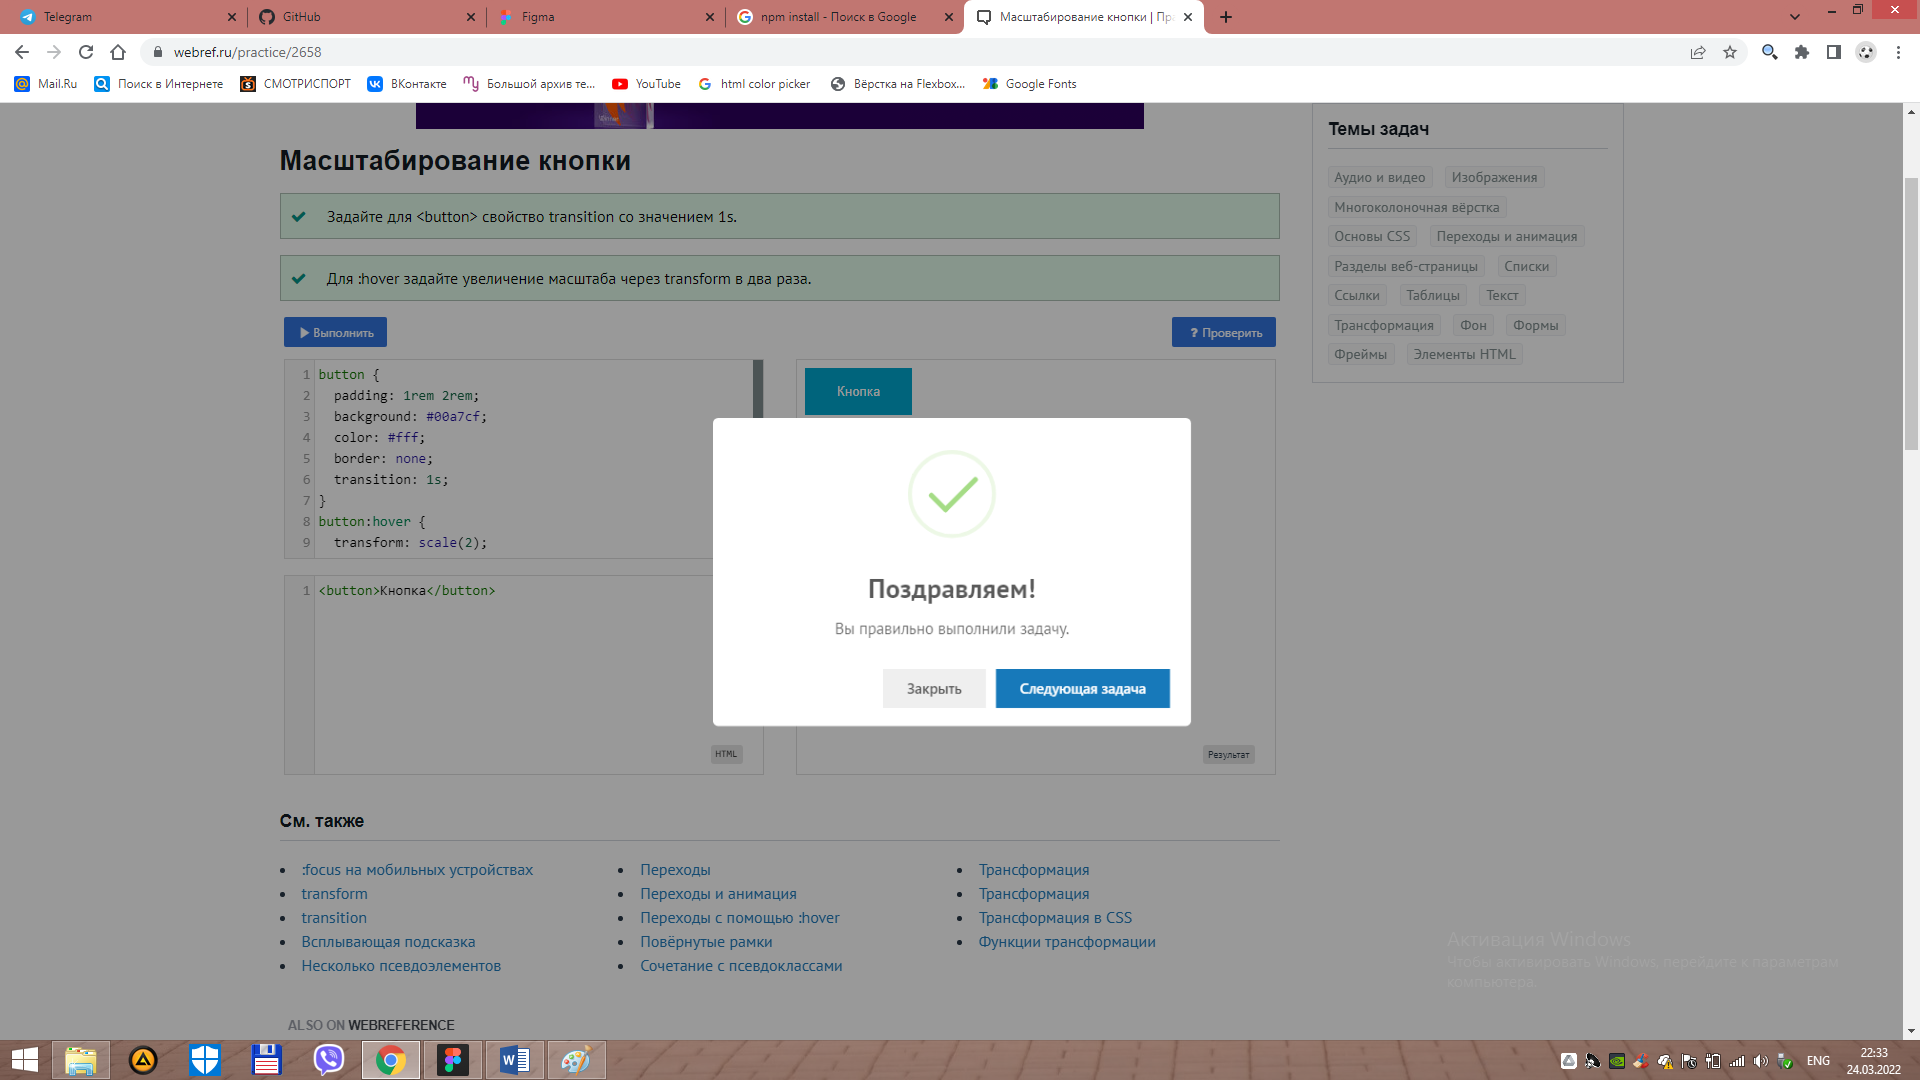 Telegram
GitHub
Figma
npm install - Поиск в Google
Масштабирование кнопки | Пр
webref.ru/practice/2658
Mail.Ru
Поиск в Интернете
СМОТРИСПОРТ
ВКонтакте
Большой архив те...
YouTube
html color picker
Вёрстка на Flexbox...
Google Fonts
Масштабирование кнопки
Задайте для <button> свойство transition со значением 1s.
Для :hover задайте увеличение масштаба через transform в два раза.
Выполнить
? Проверить
1 button {
2 padding: 1rem 2rem;
3 background: #00a7cf;
4 color: #fff;
5 border: none;
6 transition: 1s;
7 }
8 button:hover {
9 transform: scale(2);
1 <button>Кнопка</button>
HTML
Кнопка
Результат
Поздравляем!
Вы правильно выполнили задачу.
Закрыть
Следующая задача
Темы задач
Аудио и видео Изображения
Многоколоночная вёрстка
Основы CSS Переходы и анимация
Разделы веб-страницы Списки
Ссылки Таблицы Текст
Трансформация Фон Формы
Фреймы Элементы HTML
См. также
:focus на мобильных устройствах
transform
transition
Всплывающая подсказка
Несколько псевдоэлементов
Переходы
Переходы и анимация
Переходы с помощью :hover
Повёрнутые рамки
Сочетание с псевдоклассами
Трансформация
Трансформация
Трансформация в CSS
Функции трансформации
ALSO ON WEBREFERENCE
Активация Windows
Чтобы активировать Windows, перейдите к параметрам
компьютера.
ENG
22:33
24.03.2022